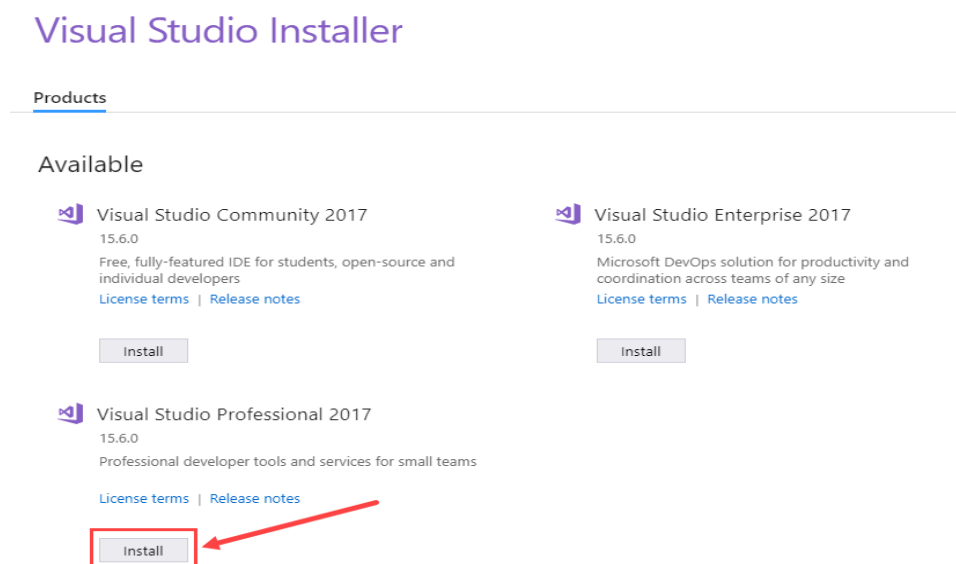 Visual Studio Installer
Products
Available
Visual Studio Community 2017
15.6.0
Free, fully-featured IDE for students, open-source and
individual developers
License terms | Release notes
Install
Visual Studio Enterprise 2017
15.6.0
Microsoft DevOps solution for productivity and
coordination across teams of any size
License terms | Release notes
Install
Visual Studio Professional 2017
15.6.0
Professional developer tools and services for small teams
License terms | Release notes
Install